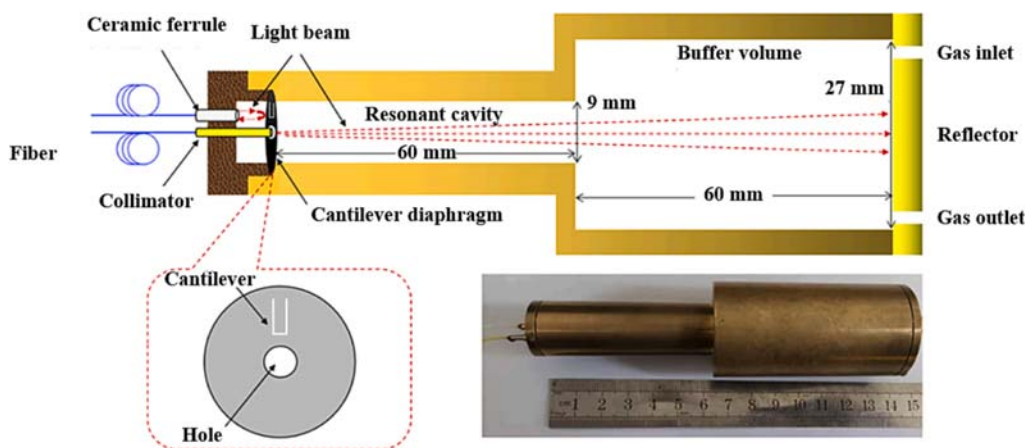 Ceramic ferrule
Light beam
Buffer volume
Gas inlet
27 mm
9 mm
Resonant cavity
Fiber
60 mm
Reflector
60 mm
Collimator
Cantilever diaphragm
Gas outlet
Cantilever
Hole
cm 1 2 3 4 5 6 7 8 9 10 11 12 13 14 15